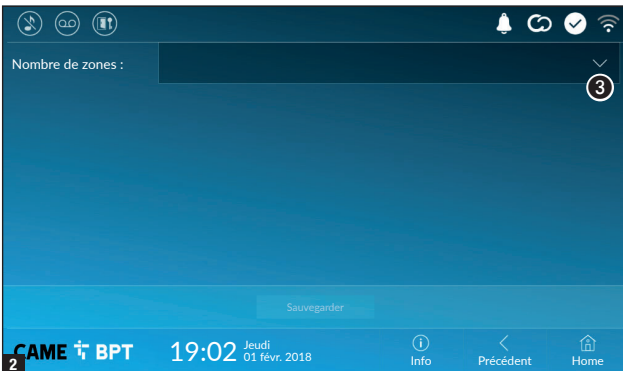 Nombre de zones :
3
Sauvegarder
CAME BPT
19:02
Jeudi
01 févr. 2018
Info
Précédent
Home
2